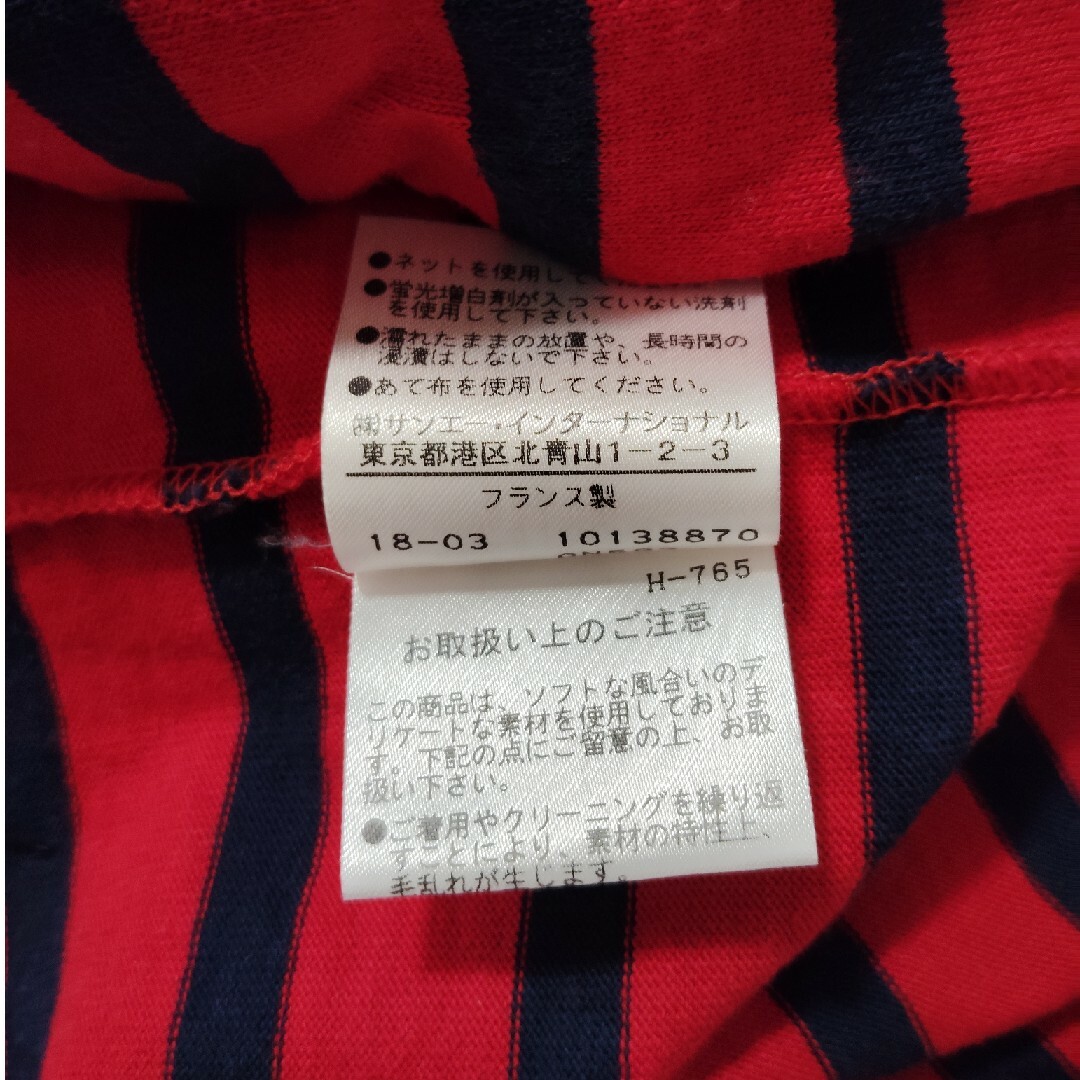 ●ネットを使用して
●蛍光増白剤が入っていない洗剤
を使用して下さい。
●濡れたままの放置や、長時間の
浸漬はしないで下さい。
●あて布を使用してください。
㈱サンエー・インターナショナル
東京都港区北青山1-2-3
フランス製
18-03 10138870
H-765
お取扱い上のご注意
この商品は、ソフトな風合いのデ
リケートな素材を使用しておりま
す。下記の点にご留意の上、お取
扱い下さい。
●ご着用やクリーニングを繰り返
すことにより、素材の特性上、
毛乱れが生じます。